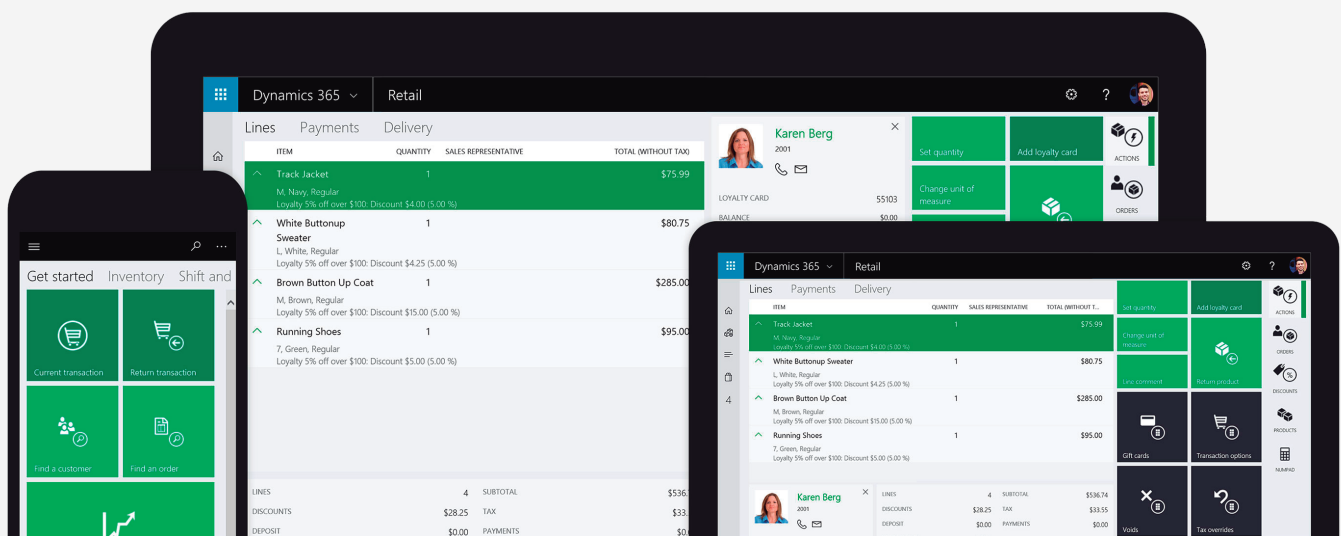 Dynamics 365
Retail
?
Lines Payments Delivery
ITEM QUANTITY SALES REPRESENTATIVE TOTAL (WITHOUT TAX)
Track Jacket 1 $75.99
M, Navy, Regular
Loyalty 5% off over $100: Discount $4.00 (5.00 %)
White Buttonup 1 $80.75
Sweater
L, White, Regular
Loyalty 5% off over $100: Discount $4.25 (5.00 %)
Brown Button Up Coat 1 $285.00
M, Brown, Regular
Loyalty 5% off over $100: Discount $15.00 (5.00 %)
Running Shoes 1 $95.00
7, Green, Regular
Loyalty 5% off over $100: Discount $5.00 (5.00 %)
LINES 4 SUBTOTAL $536.
DISCOUNTS $28.25 TAX $33.
DEPOSIT $0.00 PAYMENTS $0.
Karen Berg
2001
LOYALTY CARD 55103
BALANCE $0.00
Set quantity
Add loyalty card
Change unit of
measure
ACTIONS
ORDERS
Get started Inventory Shift and
Current transaction
Return transaction
Find a customer
Find an order
Dynamics 365
Retail
?
Lines Payments Delivery
ITEM QUANTITY SALES REPRESENTATIVE TOTAL (WITHOUT T...
Track Jacket 1 $75.99
M, Navy, Regular
Loyalty 5% off over $100: Discount $4.00 (5.00 %)
White Buttonup Sweater 1 $80.75
L, White, Regular
Loyalty 5% off over $100: Discount $4.25 (5.00 %)
Brown Button Up Coat 1 $285.00
M, Brown, Regular
Loyalty 5% off over $100: Discount $15.00 (5.00 %)
Running Shoes 1 $95.00
7, Green, Regular
Loyalty 5% off over $100: Discount $5.00 (5.00 %)
4
Karen Berg
2001
LINES 4 SUBTOTAL $536.74
DISCOUNTS $28.25 TAX $33.55
DEPOSIT $0.00 PAYMENTS $0.00
Set quantity
Add loyalty card
Change unit of
measure
Line comment
Return product
Gift cards
Transaction options
Voids
Tax overrides
ACTIONS
ORDERS
DISCOUNTS
PRODUCTS
NUMPAD